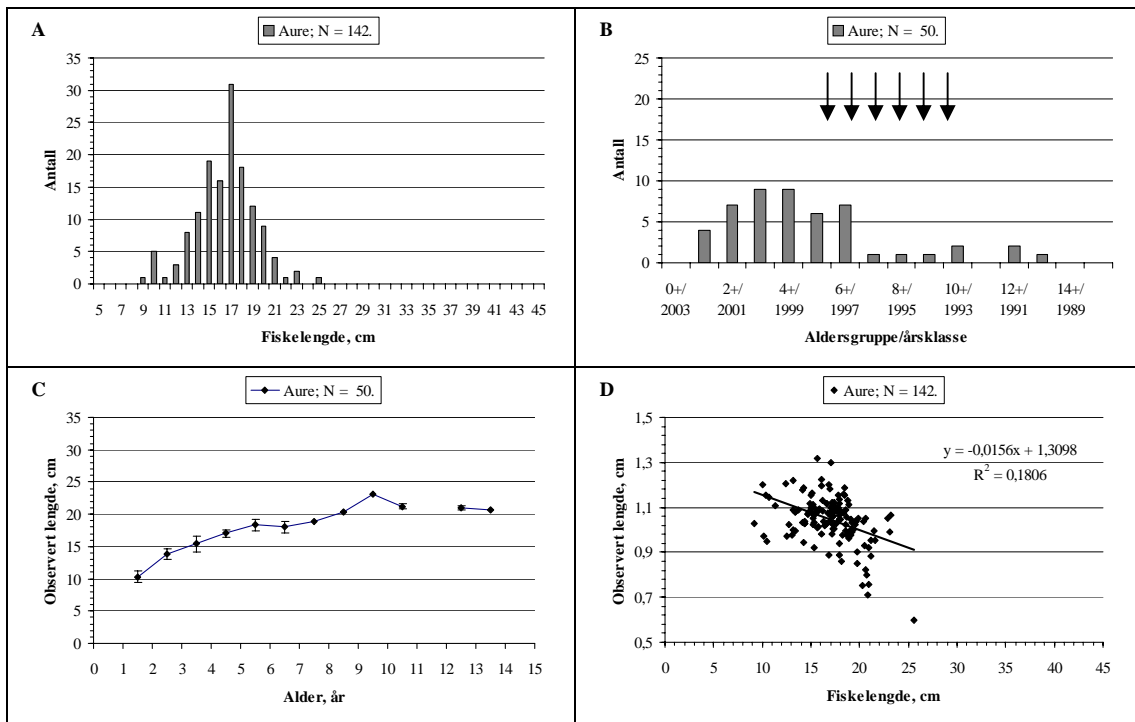 A
Aure; N = 142.
Antall
35
30
25
20
15
10
5
0
5 7 9 11 13 15 17 19 21 23 25 27 29 31 33 35 37 39 41 43 45
Fiskelengde, cm
B
Aure; N = 50.
Antall
25
20
15
10
5
0
0+/ 2+/ 4+/ 6+/ 8+/ 10+/ 12+/ 14+/
2003 2001 1999 1997 1995 1993 1991 1989
Aldersgruppe/årsklasse
C
Aure; N = 50.
Observert lengde, cm
35
30
25
20
15
10
5
0
0 1 2 3 4 5 6 7 8 9 10 11 12 13 14 15
Alder, år
D
Aure; N = 142.
Observert lengde, cm
1,5
1,3
1,1
0,9
0,7
0,5
y = -0,0156x + 1,3098
R² = 0,1806
0 5 10 15 20 25 30 35 40 45
Fiskelengde, cm